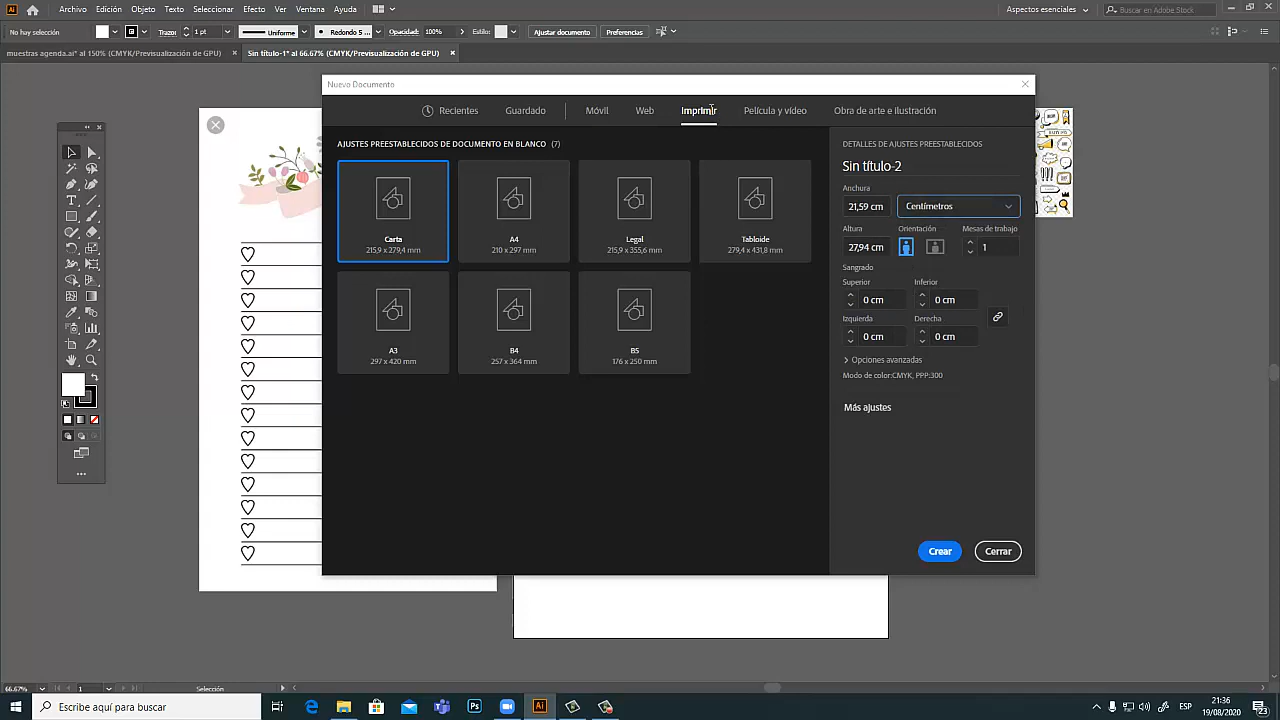 Ai Archivo Edición Objeto Texto Seleccionar Efecto Ver Ventana Ayuda Aspectos esenciales Buscar en Adobe Stock
No hay selección Trazo: 1 pt Uniforme Redondo 5 ... Opacidad: 100% Estilo: Ajustar documento Preferencias
muestras agenda.ai* al 150% (CMYK/Previsualización de GPU) × Sin título-1* al 66.67% (CMYK/Previsualización de GPU) ×
Nuevo Documento
Recientes Guardado Móvil Web Imprimir Película y vídeo Obra de arte e ilustración
AJUSTES PREESTABLECIDOS DE DOCUMENTO EN BLANCO (7)
Carta
215,9 x 279,4 mm
A4
210 x 297 mm
Legal
215,9 x 355,6 mm
Tabloide
279,4 x 431,8 mm
A3
297 x 420 mm
B4
257 x 364 mm
B5
176 x 250 mm
DETALLES DE AJUSTES PREESTABLECIDOS
Sin título-2
Anchura
21,59 cm Centímetros
Altura Orientación Mesas de trabajo
27,94 cm 1
Sangrado
Superior Inferior
0 cm 0 cm
Izquierda Derecha
0 cm 0 cm
Opciones avanzadas
Modo de color:CMYK, PPP:300
Más ajustes
Crear Cerrar
66.67% 1 Selección
Escribe aquí para buscar
Ps Ai
ESP 21:36
19/08/2020